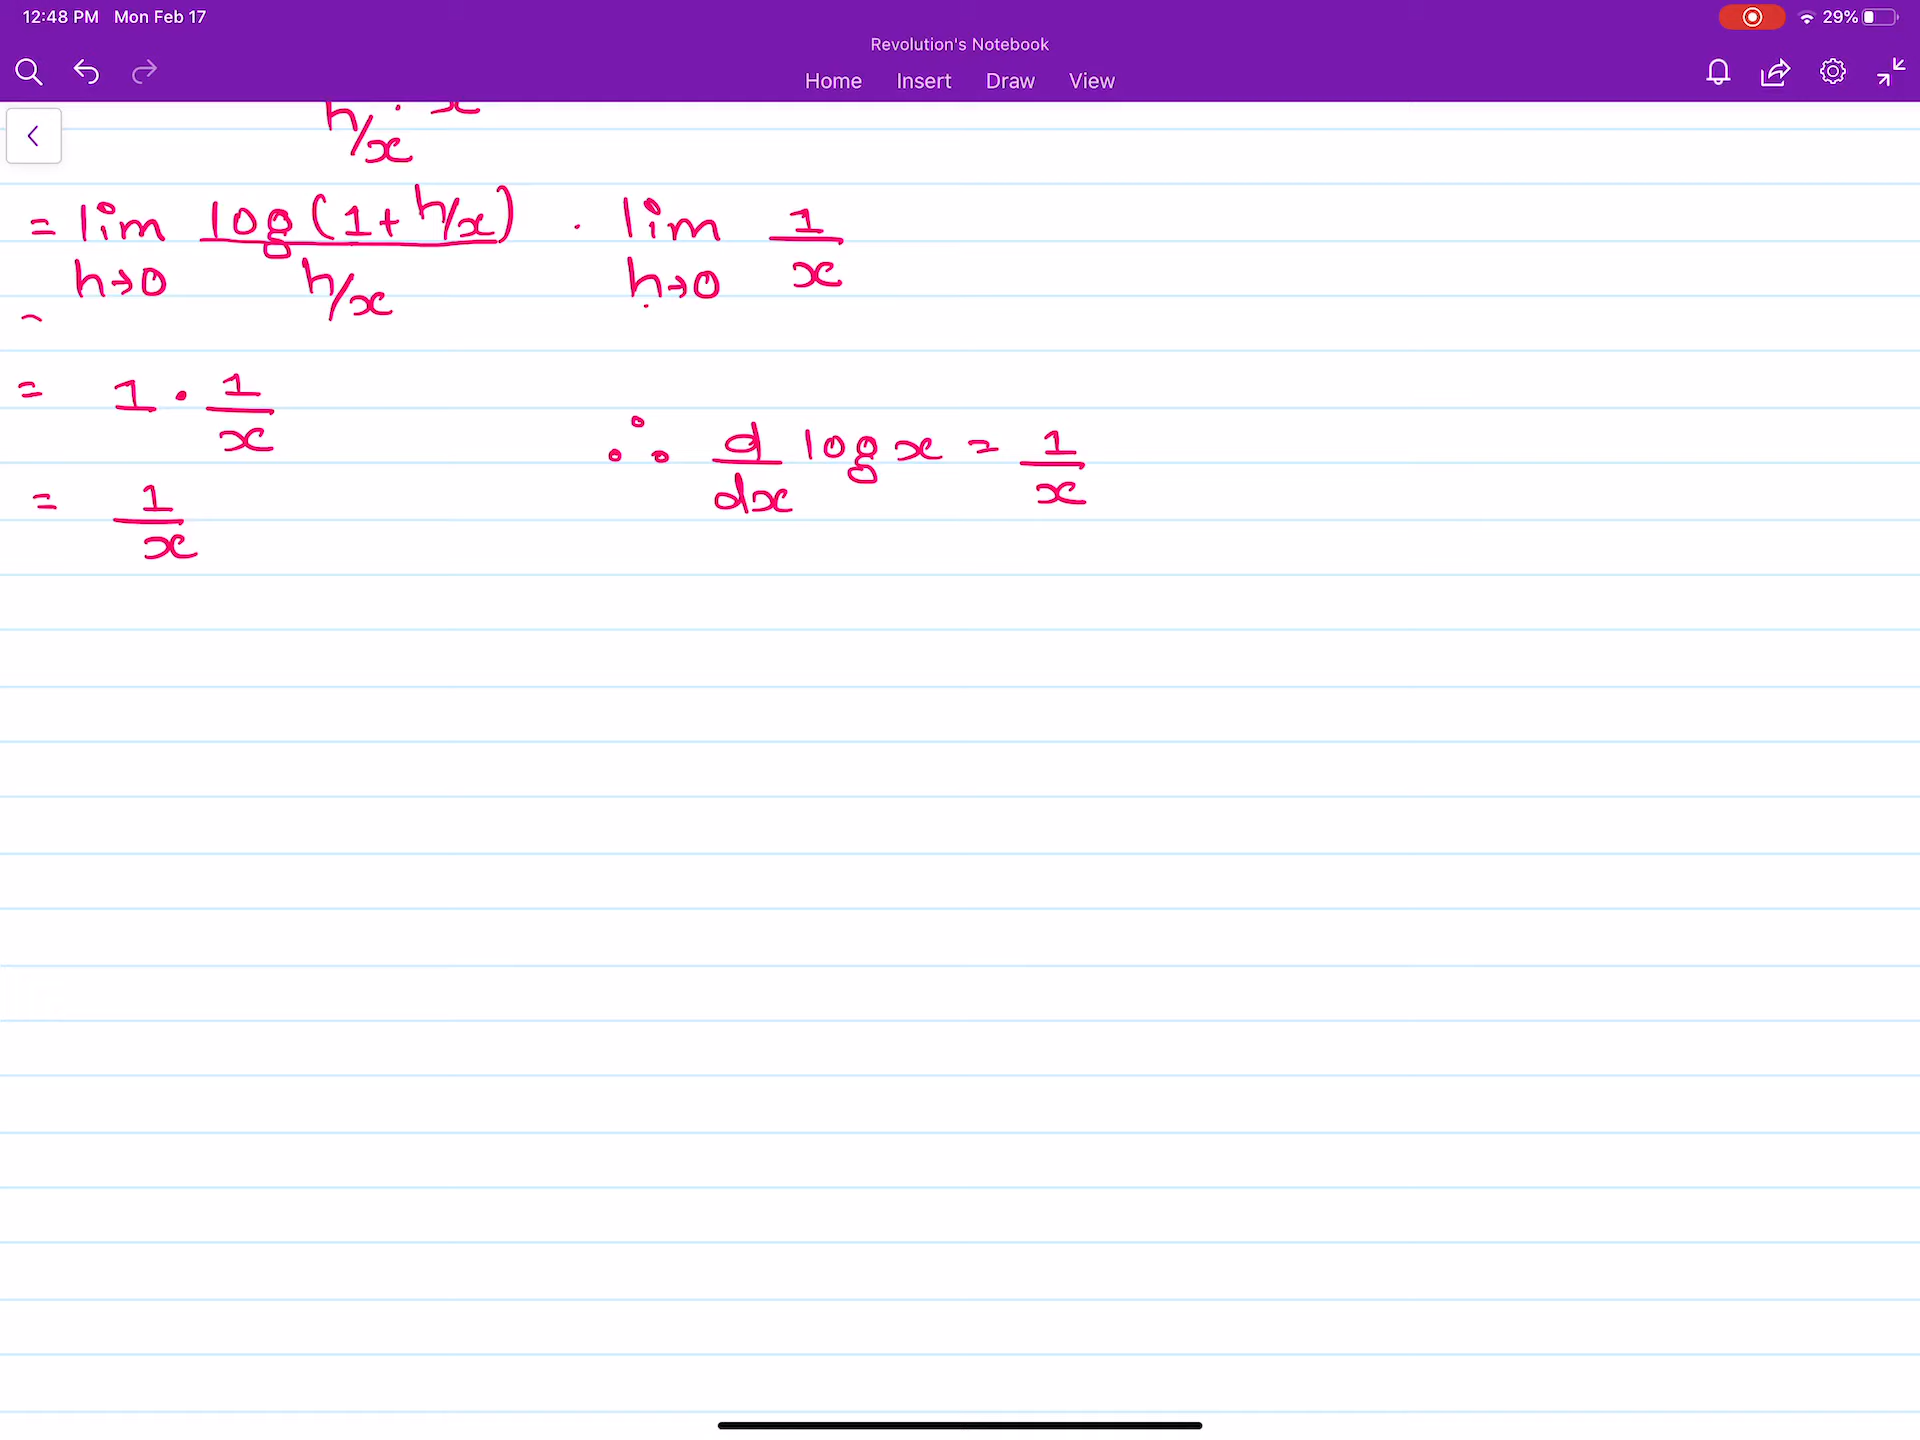 12:48 PM Mon Feb 17
29%
Revolution's Notebook
Home Insert Draw View
h/x · x
= lim log(1+h/x) · lim 1
h→0 h/x h→0 x
= 1 · 1/x
∴ d/dx log x = 1/x
= 1/x